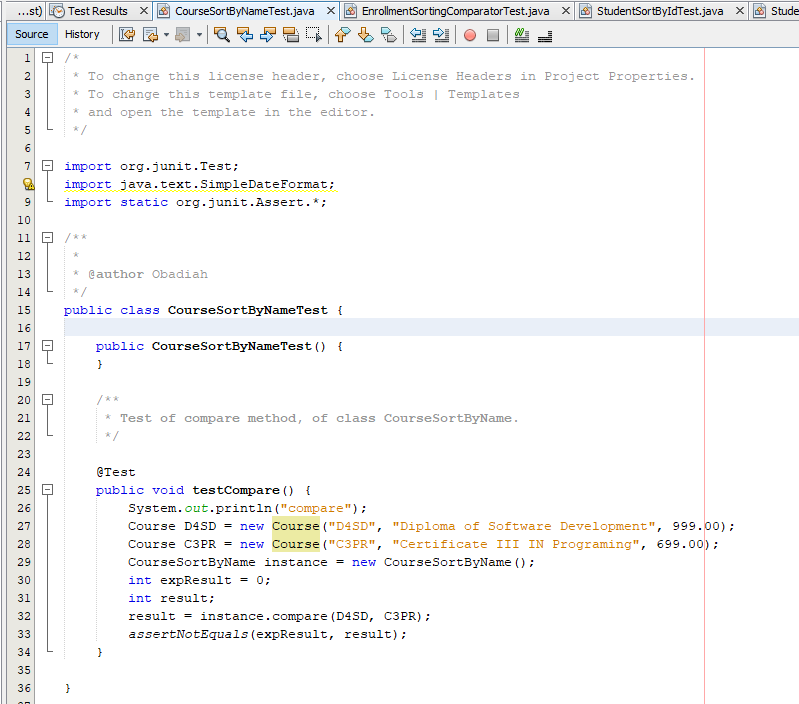 ...st) Test Results CourseSortByNameTest.java EnrollmentSortingComparatorTest.java StudentSortByIdTest.java Stude
Source History
1 /*
2 * To change this license header, choose License Headers in Project Properties.
3 * To change this template file, choose Tools | Templates
4 * and open the template in the editor.
5 */
6
7 import org.junit.Test;
import java.text.SimpleDateFormat;
9 import static org.junit.Assert.*;
10
11 /**
12 *
13 * @author Obadiah
14 */
15 public class CourseSortByNameTest {
16
17 public CourseSortByNameTest() {
18 }
19
20 /**
21 * Test of compare method, of class CourseSortByName.
22 */
23
24 @Test
25 public void testCompare() {
26 System.out.println("compare");
27 Course D4SD = new Course("D4SD", "Diploma of Software Development", 999.00);
28 Course C3PR = new Course("C3PR", "Certificate III IN Programing", 699.00);
29 CourseSortByName instance = new CourseSortByName();
30 int expResult = 0;
31 int result;
32 result = instance.compare(D4SD, C3PR);
33 assertNotEquals(expResult, result);
34 }
35
36 }